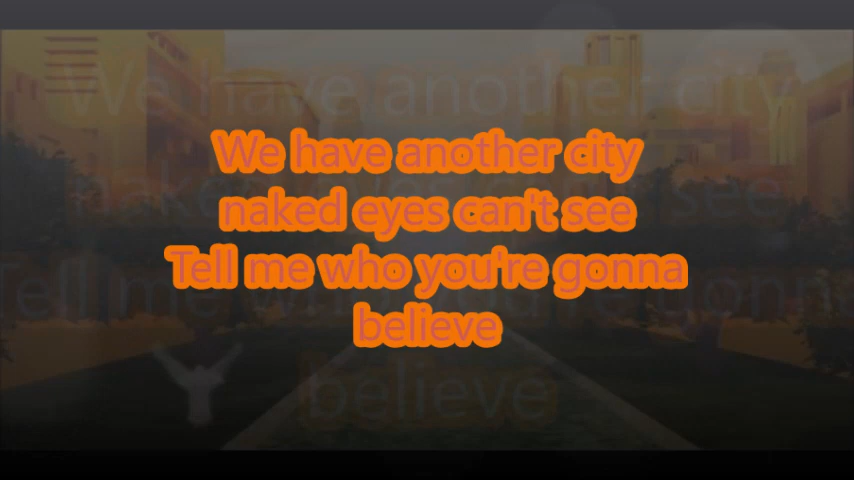 We have another city
naked eyes can't see
Tell me who you're gonna
believe